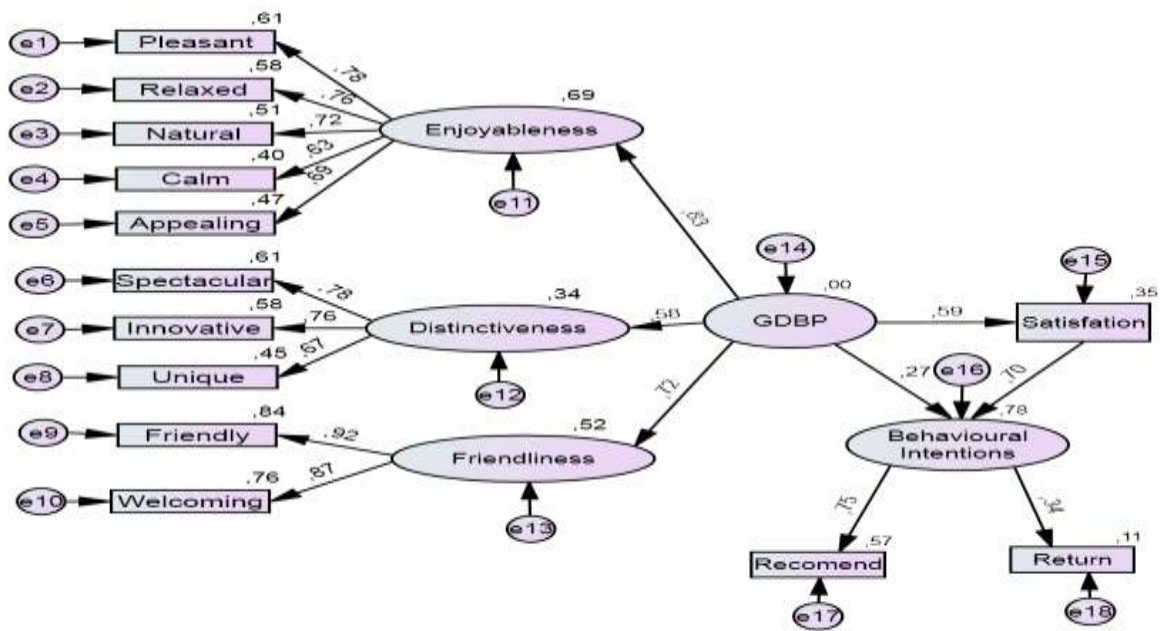 ,61
e1 Pleasant
,78
,58
e2 Relaxed
,76
,69
,51
e3 Natural
,72
Enjoyableness
,40
,63
e4 Calm
,69
,47
e5 Appealing
e11
,83
e14
e15
,61
e6 Spectacular
,78
,34
,00
,35
,58
e7 Innovative
,76
Distinctiveness
,58
GDBP
,59
Satisfation
,45
,67
e8 Unique
e12
,27
e16
,70
,72
,84
e9 Friendly
,92
,52
,78
Friendliness
Behavioural
Intentions
,76
,87
e10 Welcoming
e13
,75
,34
,57
,11
Recomend
Return
e17
e18